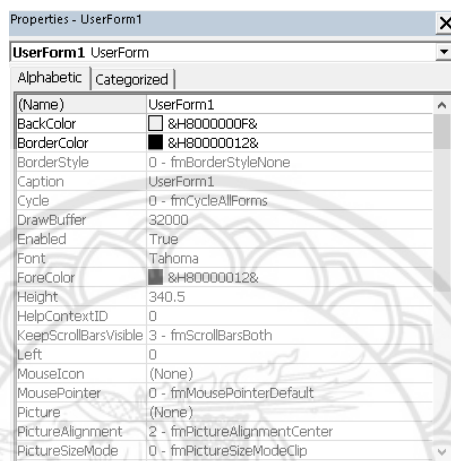 Properties - UserForm1
UserForm1 UserForm
Alphabetic Categorized
(Name) UserForm1
BackColor &H8000000F&
BorderColor &H80000012&
BorderStyle 0 - fmBorderStyleNone
Caption UserForm1
Cycle 0 - fmCycleAllForms
DrawBuffer 32000
Enabled True
Font Tahoma
ForeColor &H80000012&
Height 340.5
HelpContextID 0
KeepScrollBarsVisible 3 - fmScrollBarsBoth
Left 0
MouseIcon (None)
MousePointer 0 - fmMousePointerDefault
Picture (None)
PictureAlignment 2 - fmPictureAlignmentCenter
PictureSizeMode 0 - fmPictureSizeModeClip